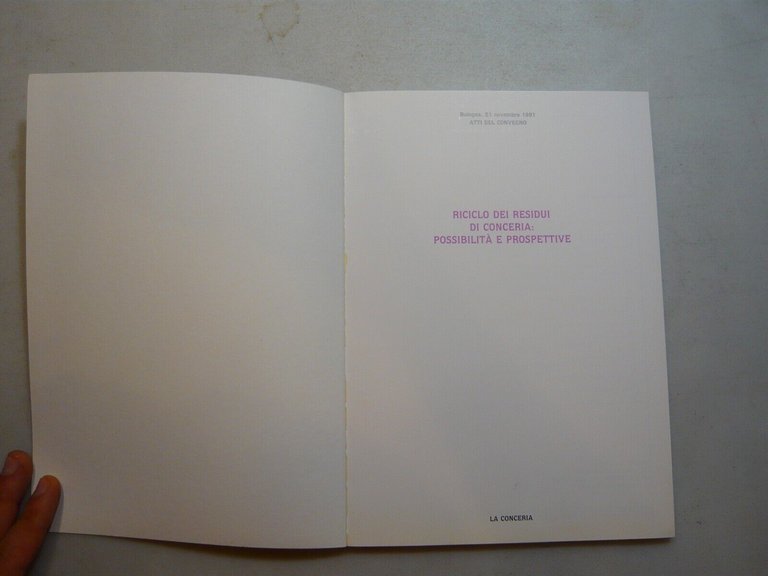 Bologna, 21 novembre 1991
ATTI DEL CONVEGNO
RICICLO DEI RESIDUI
DI CONCERIA:
POSSIBILITÀ E PROSPETTIVE
LA CONCERIA